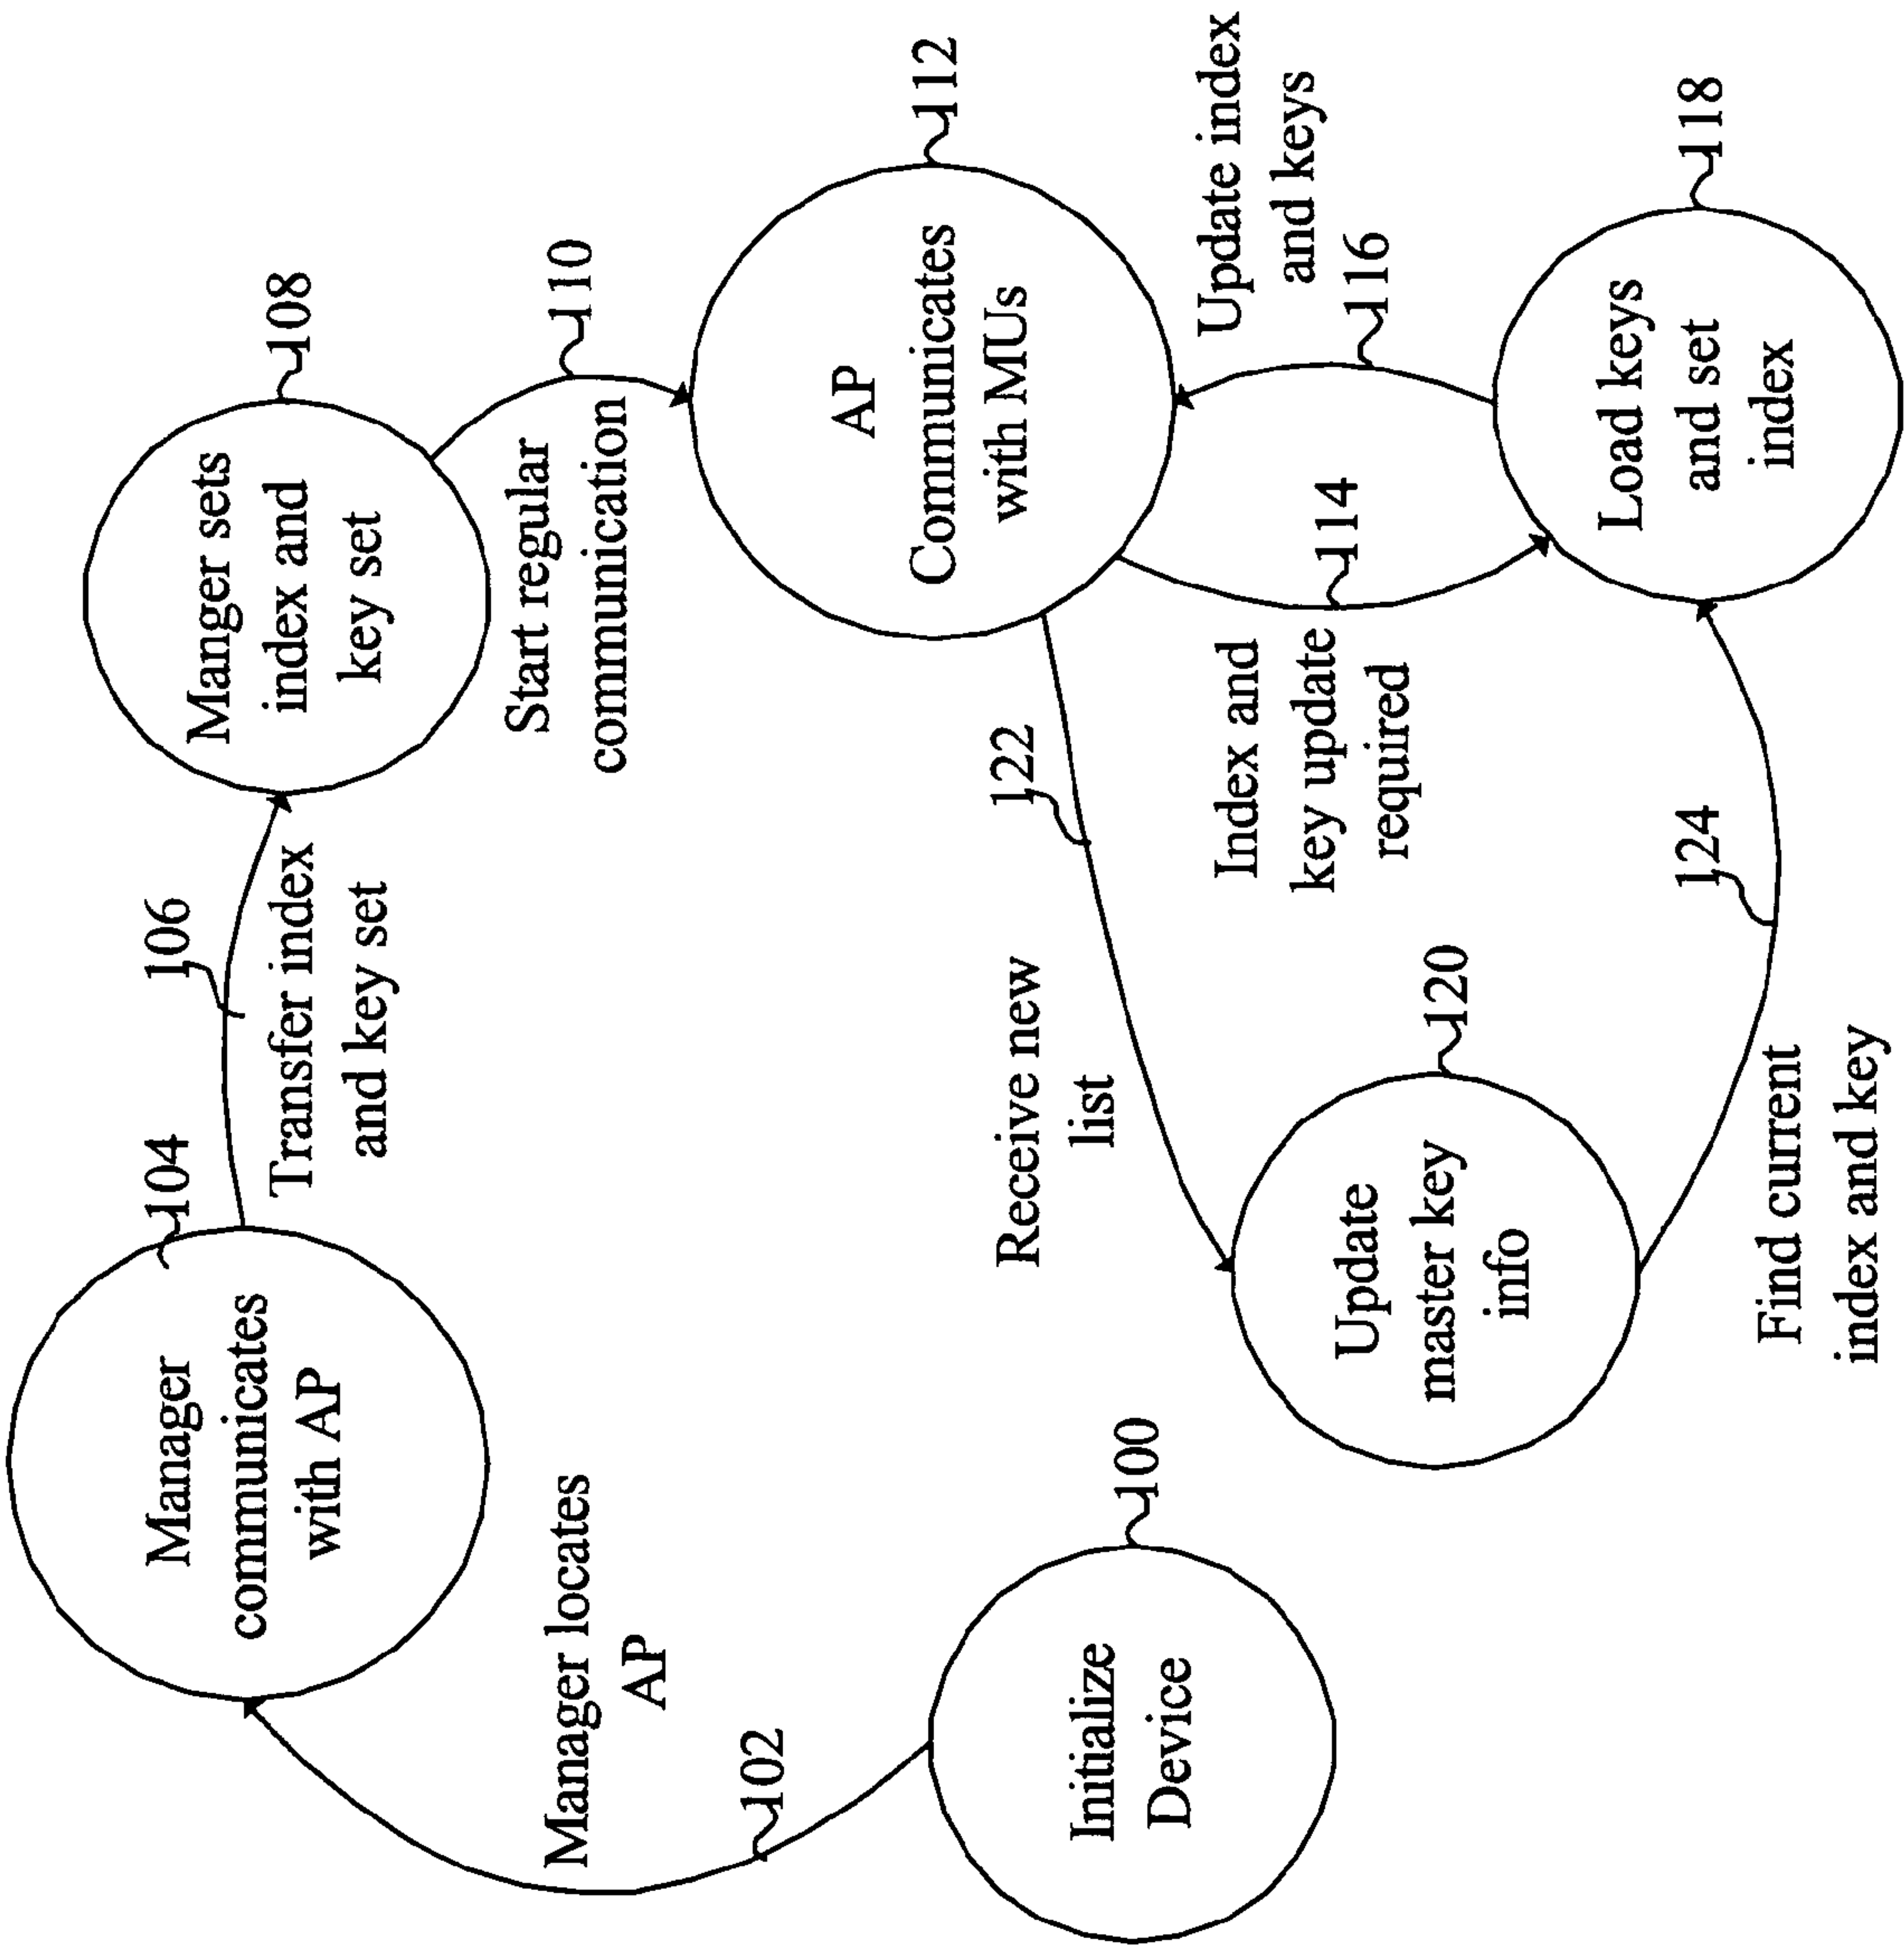 104
Manager
communicates
with AP
106
Transfer index
and key set
108
Manger sets
index and
key set
Manager locates
AP
102
Start regular
communication
110
100
Initialize
Device
122
Receive new
list
AP
Communicates
with MUs
112
120
Update
master key
info
Index and
key update
required
114
116
Update index
and keys
124
Find current
index and key
118
Load keys
and set
index